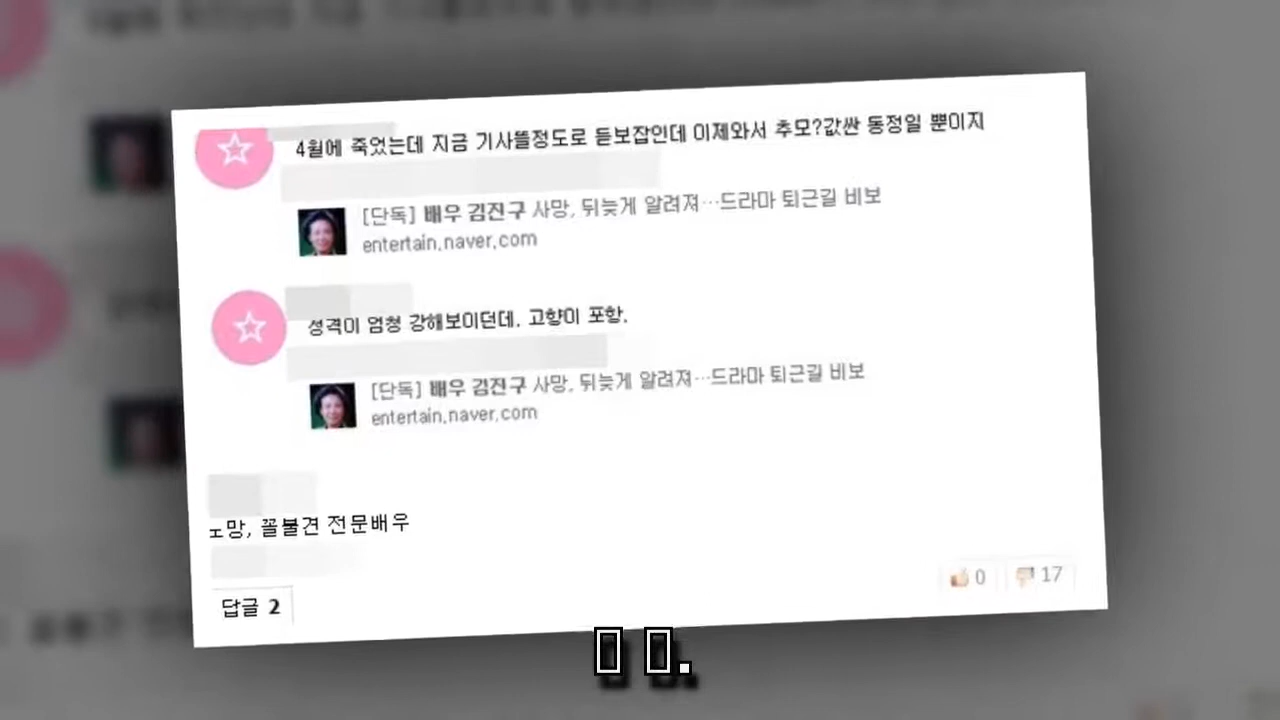 4월에 죽었는데 지금 기사뜰정도로 듣보잡인데 이제와서 추모?값싼 동정일 뿐이지
[단독] 배우 김진구 사망, 뒤늦게 알려져…드라마 퇴근길 비보
entertain.naver.com
성격이 엄청 강해보이던데. 고향이 포항.
[단독] 배우 김진구 사망, 뒤늦게 알려져…드라마 퇴근길 비보
entertain.naver.com
노망, 꼴불견 전문배우
0 17
답글 2